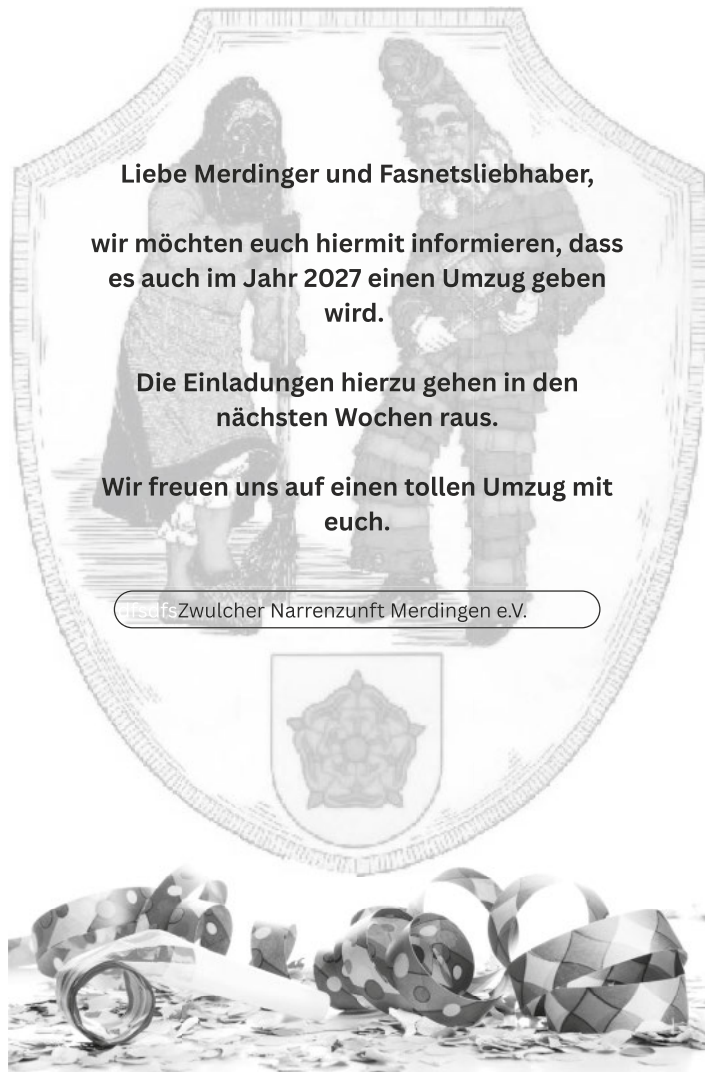 Liebe Merdinger und Fasnetsliebhaber,
wir möchten euch hiermit informieren, dass
es auch im Jahr 2027 einen Umzug geben
wird.
Die Einladungen hierzu gehen in den
nächsten Wochen raus.
Wir freuen uns auf einen tollen Umzug mit
euch.
Zwulcher Narrenzunft Merdingen e.V.